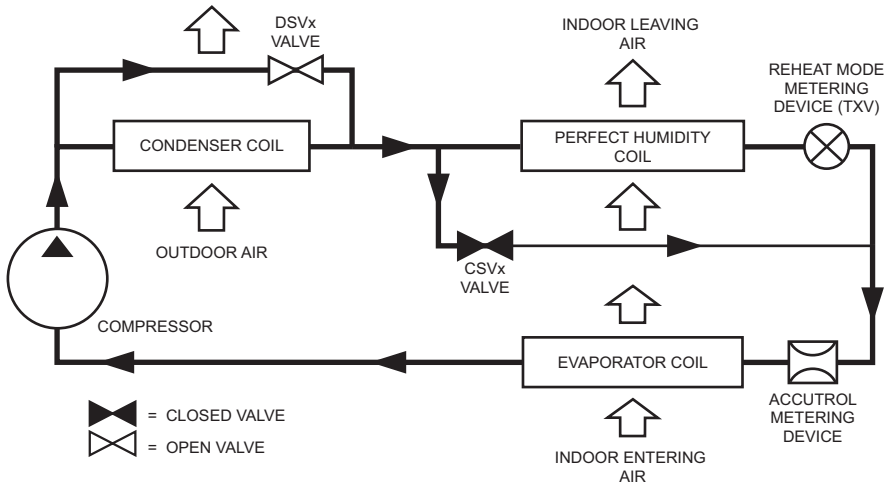 DSVx
VALVE
INDOOR LEAVING
AIR
REHEAT MODE
METERING
DEVICE (TXV)
CONDENSER COIL
PERFECT HUMIDITY
COIL
OUTDOOR AIR
CSVx
VALVE
COMPRESSOR
EVAPORATOR COIL
ACCUTROL
METERING
DEVICE
= CLOSED VALVE
= OPEN VALVE
INDOOR ENTERING
AIR